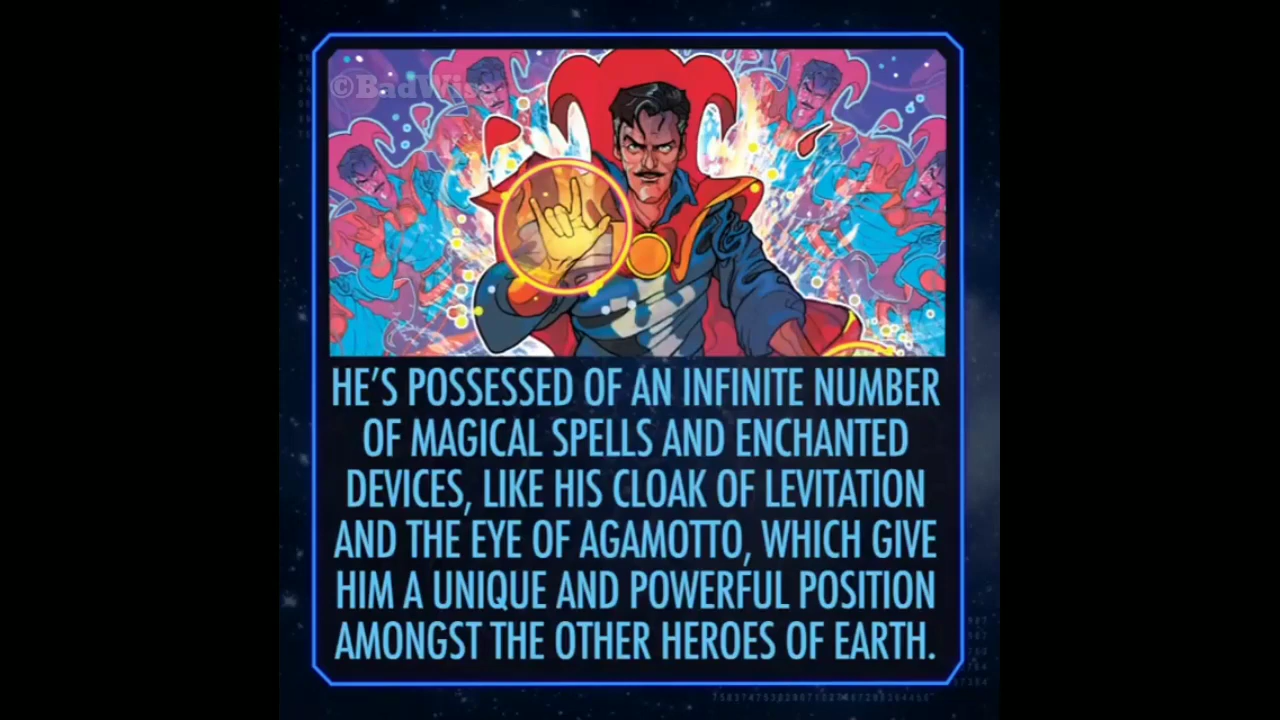 ©BadWise
HE'S POSSESSED OF AN INFINITE NUMBER
OF MAGICAL SPELLS AND ENCHANTED
DEVICES, LIKE HIS CLOAK OF LEVITATION
AND THE EYE OF AGAMOTTO, WHICH GIVE
HIM A UNIQUE AND POWERFUL POSITION
AMONGST THE OTHER HEROES OF EARTH.